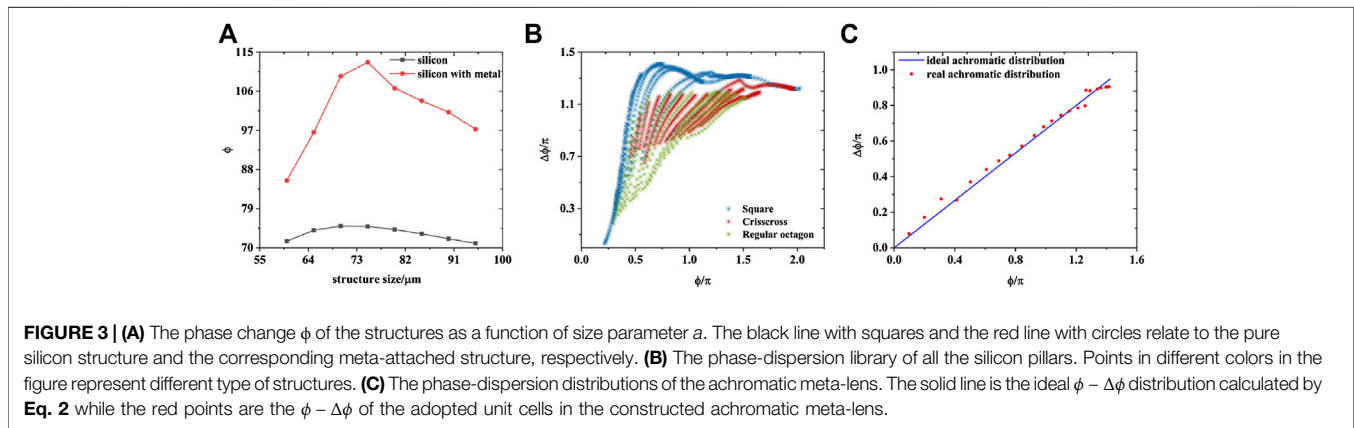 A
115
106
97
88
79
70
ϕ
silicon
silicon with metal
55 64 73 82 91 100
structure size/μm
B
1.5
1.2
0.9
0.7
0.3
Δϕ/π
Square
Crisscross
Regular octagon
0.0 0.5 1.0 1.5 2.0
ϕ/π
C
1.0
0.8
0.6
0.4
0.2
0.0
Δϕ/π
ideal achromatic distribution
real achromatic distribution
0.0 0.4 0.8 1.2 1.6
ϕ/π
FIGURE 3 | (A) The phase change ϕ of the structures as a function of size parameter a. The black line with squares and the red line with circles relate to the pure
silicon structure and the corresponding meta-attached structure, respectively. (B) The phase-dispersion library of all the silicon pillars. Points in different colors in the
figure represent different type of structures. (C) The phase-dispersion distributions of the achromatic meta-lens. The solid line is the ideal ϕ − Δϕ distribution calculated by
Eq. 2 while the red points are the ϕ − Δϕ of the adopted unit cells in the constructed achromatic meta-lens.